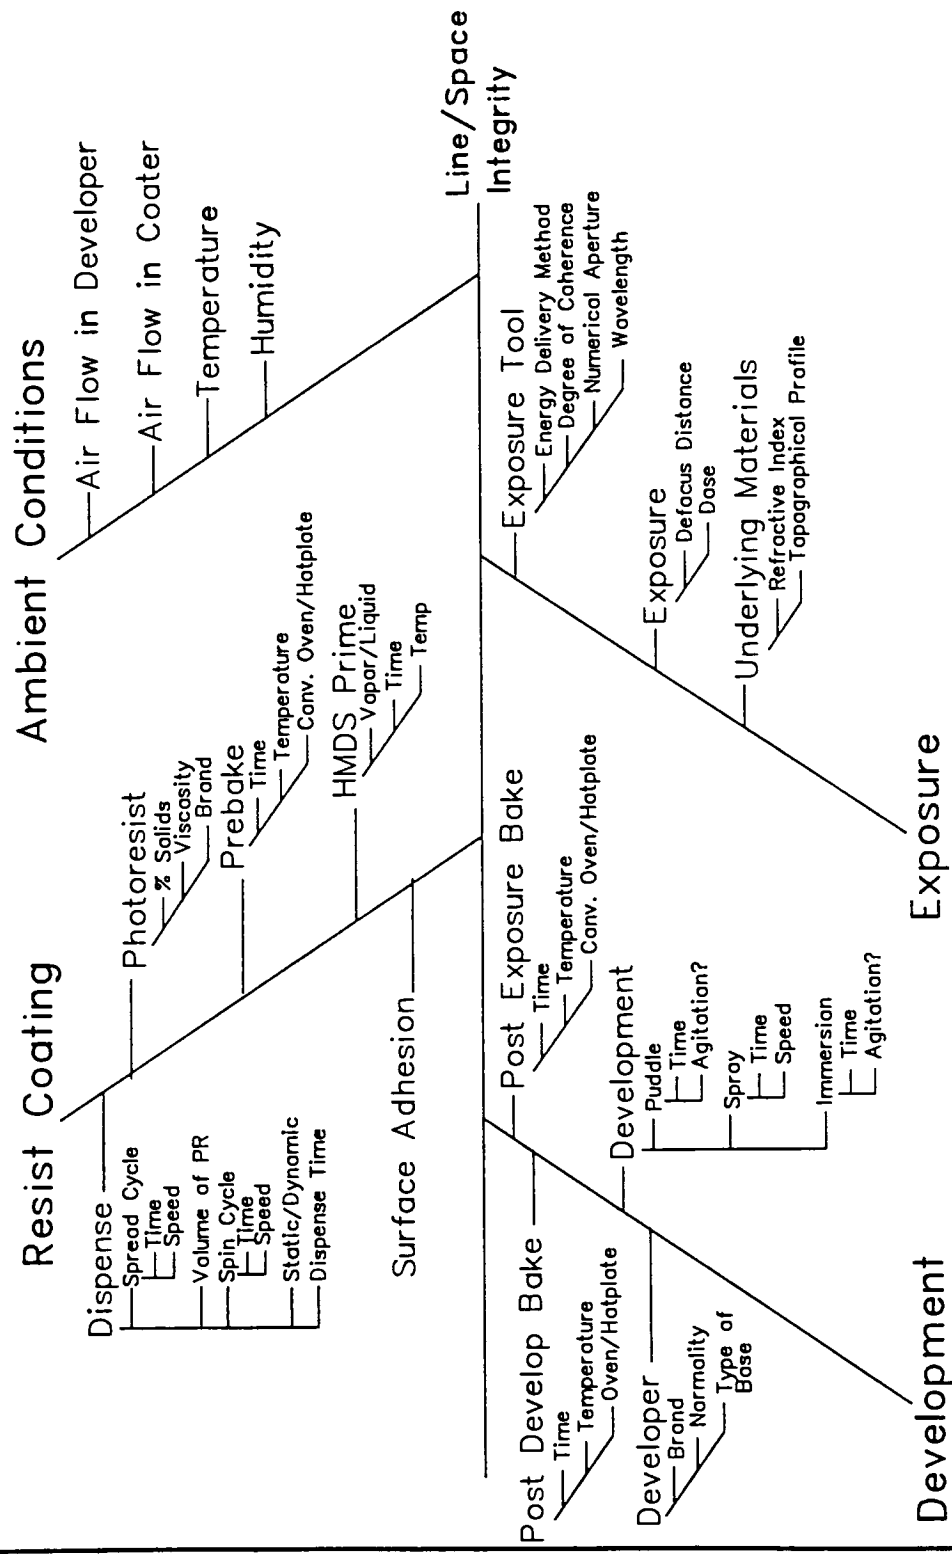 Resist Coating
Dispense
Spread Cycle
Time
Speed
Volume of PR
Spin Cycle
Time
Speed
Static/Dynamic
Dispense Time
Photoresist
% Solids
Viscosity
Brand
Prebake
Time
Temperature
Conv. Oven/Hotplate
HMDS Prime
Vapor/Liquid
Time
Temp
Surface Adhesion
Ambient Conditions
Air Flow in Developer
Air Flow in Coater
Temperature
Humidity
Line/Space
Integrity
Post Develop Bake
Time
Temperature
Oven/Hotplate
Developer
Brand
Normality
Type of
Base
Post Exposure Bake
Time
Temperature
Conv. Oven/Hotplate
Development
Puddle
Time
Agitation?
Spray
Time
Speed
Immersion
Time
Agitation?
Development
Exposure Tool
Energy Delivery Method
Degree of Coherence
Numerical Aperture
Wavelength
Exposure
Defocus Distance
Dose
Underlying Materials
Refractive Index
Topographical Profile
Exposure